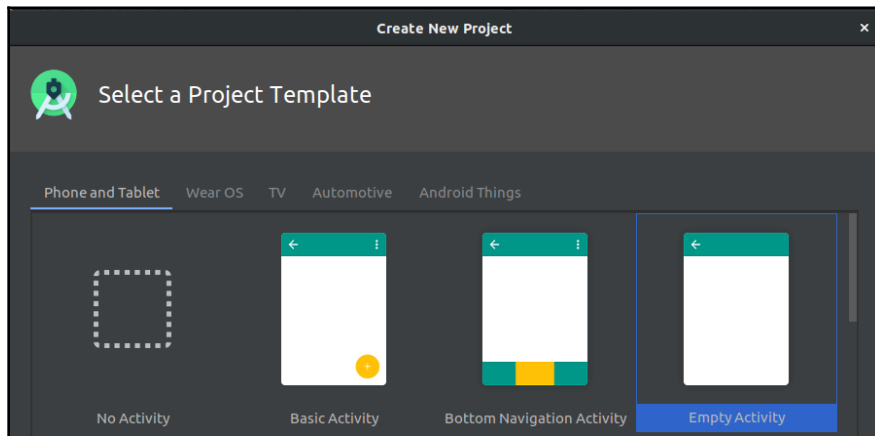 Create New Project
Select a Project Template
Phone and Tablet Wear OS TV Automotive Android Things
No Activity Basic Activity Bottom Navigation Activity Empty Activity